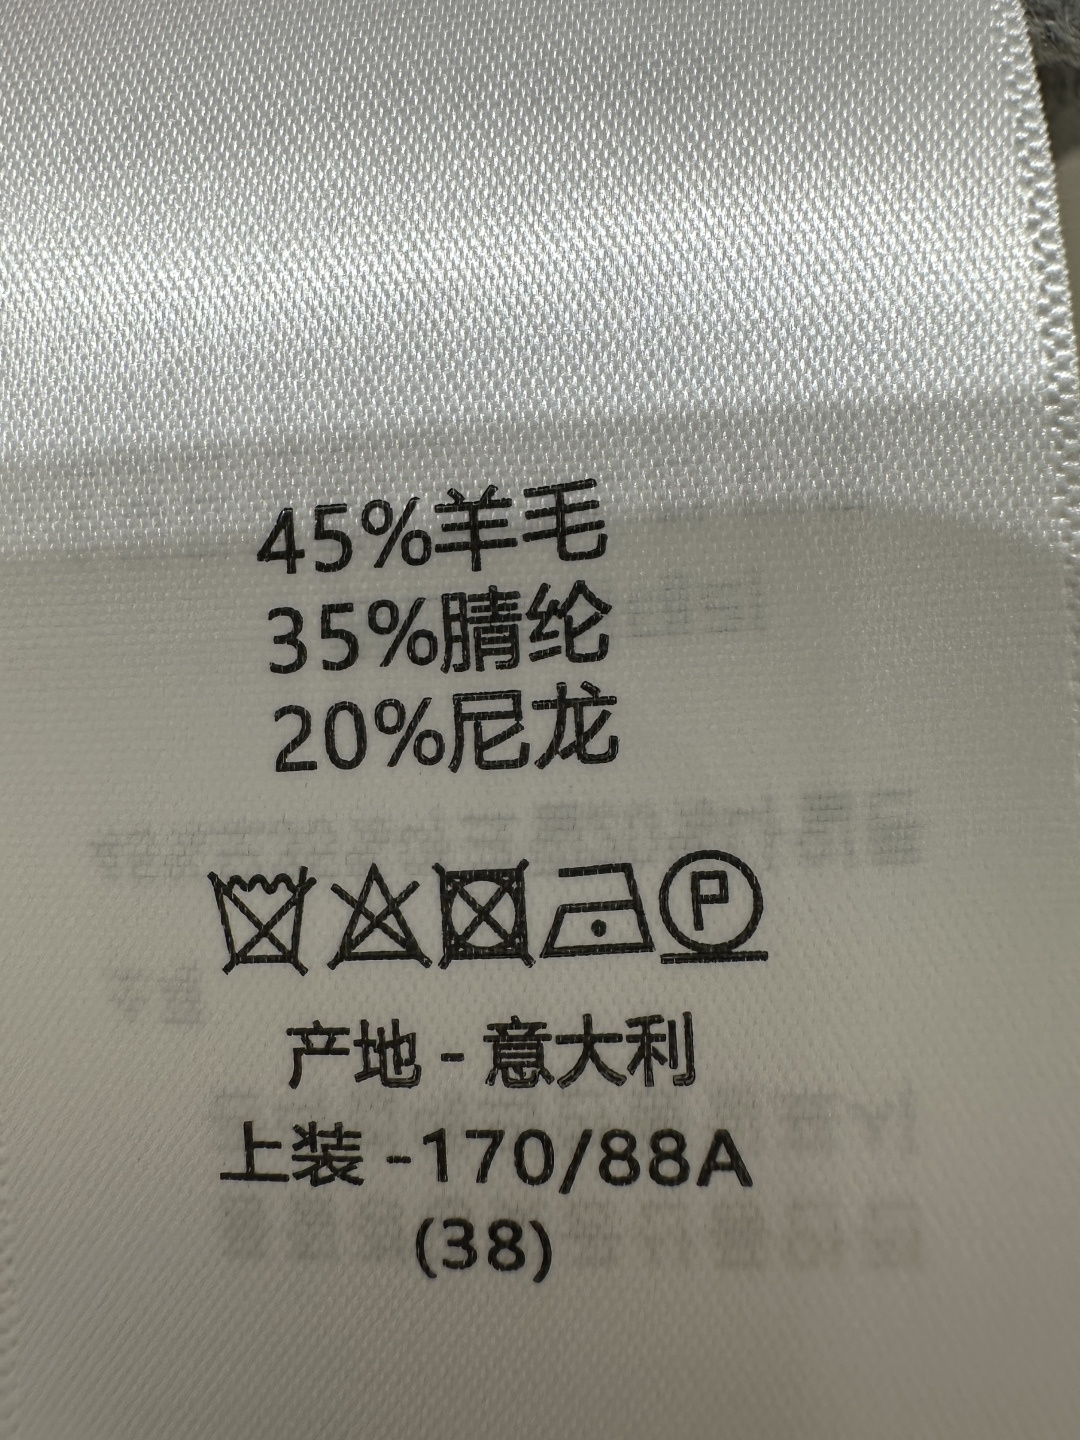 45%羊毛
35%腈纶
20%尼龙
P
产地 - 意大利
上装 -170/88A
(38)